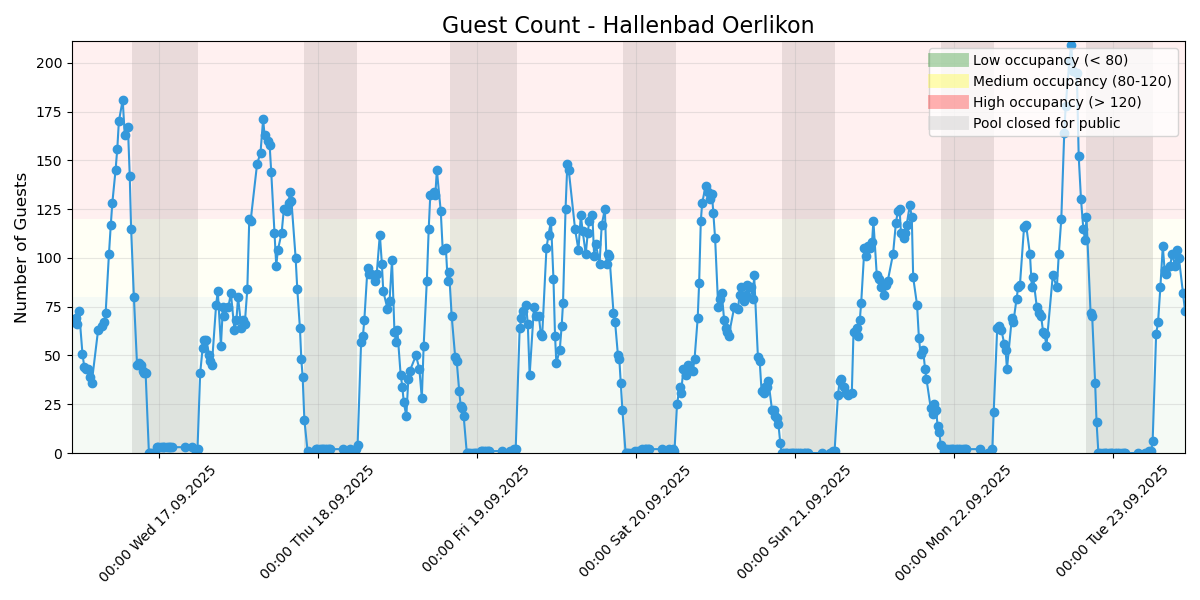 Guest Count - Hallenbad Oerlikon
Number of Guests
200
175
150
125
100
75
50
25
0
Low occupancy (< 80)
Medium occupancy (80-120)
High occupancy (> 120)
Pool closed for public
00:00 Wed 17.09.2025
00:00 Thu 18.09.2025
00:00 Fri 19.09.2025
00:00 Sat 20.09.2025
00:00 Sun 21.09.2025
00:00 Mon 22.09.2025
00:00 Tue 23.09.2025